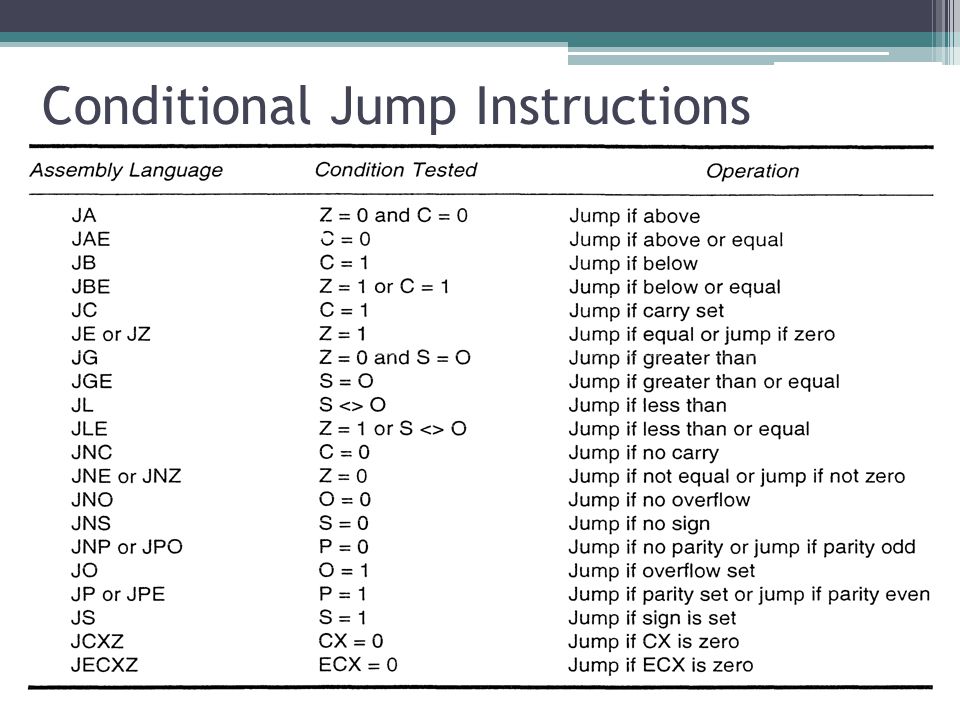 Conditional Jump Instructions
Assembly Language Condition Tested Operation
JA Z = 0 and C = 0 Jump if above
JAE C = 0 Jump if above or equal
JB C = 1 Jump if below
JBE Z = 1 or C = 1 Jump if below or equal
JC C = 1 Jump if carry set
JE or JZ Z = 1 Jump if equal or jump if zero
JG Z = 0 and S = O Jump if greater than
JGE S = O Jump if greater than or equal
JL S <> O Jump if less than
JLE Z = 1 or S <> O Jump if less than or equal
JNC C = 0 Jump if no carry
JNE or JNZ Z = 0 Jump if not equal or jump if not zero
JNO O = 0 Jump if no overflow
JNS S = 0 Jump if no sign
JNP or JPO P = 0 Jump if no parity or jump if parity odd
JO O = 1 Jump if overflow set
JP or JPE P = 1 Jump if parity set or jump if parity even
JS S = 1 Jump if sign is set
JCXZ CX = 0 Jump if CX is zero
JECXZ ECX = 0 Jump if ECX is zero